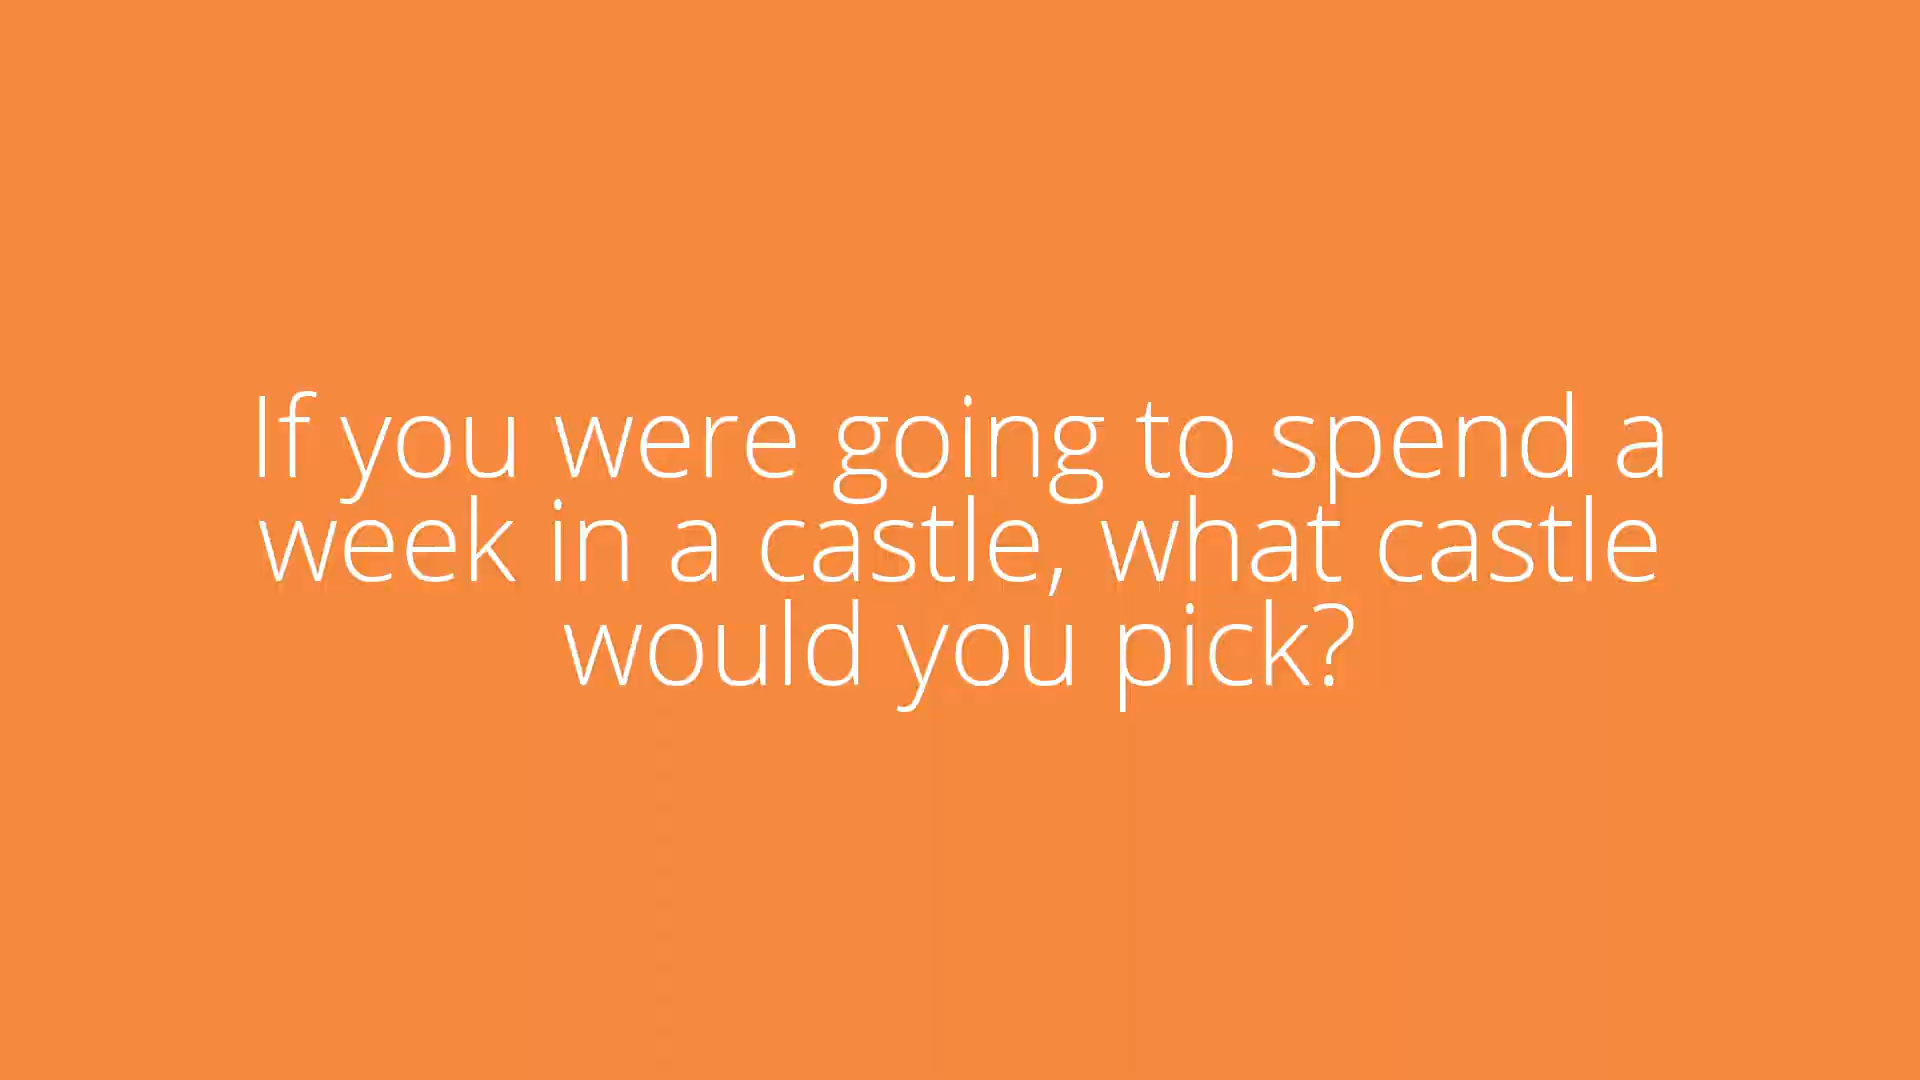 If you were going to spend a
week in a castle, what castle
would you pick?